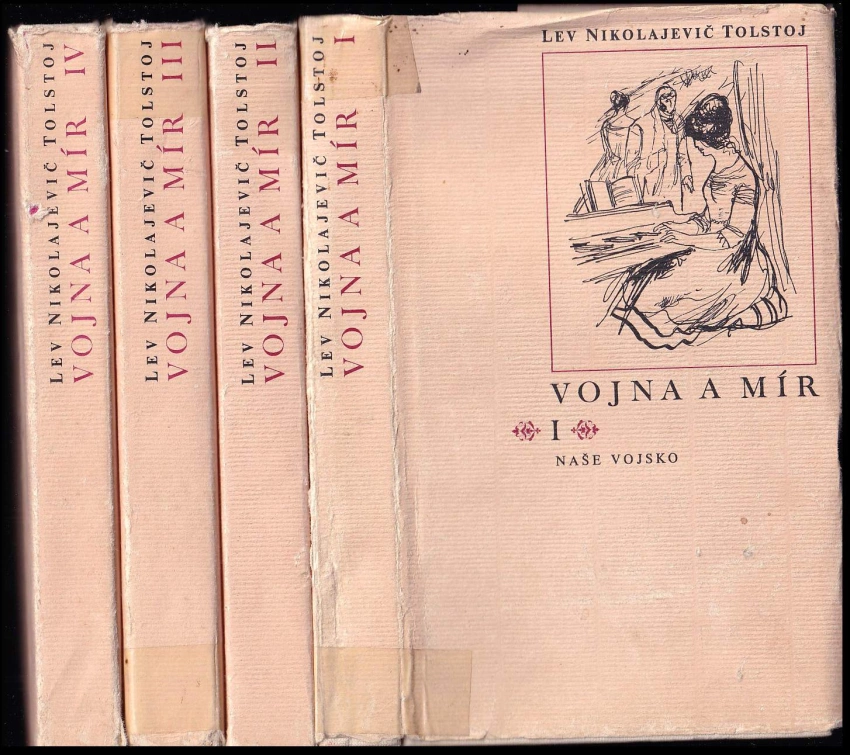 LEV NIKOLAJEVIČ TOLSTOJ
VOJNA A MÍR IV
LEV NIKOLAJEVIČ TOLSTOJ
VOJNA A MÍR III
LEV NIKOLAJEVIČ TOLSTOJ
VOJNA A MÍR II
LEV NIKOLAJEVIČ TOLSTOJ
VOJNA A MÍR I
LEV NIKOLAJEVIČ TOLSTOJ
VOJNA A MÍR
I
NAŠE VOJSKO